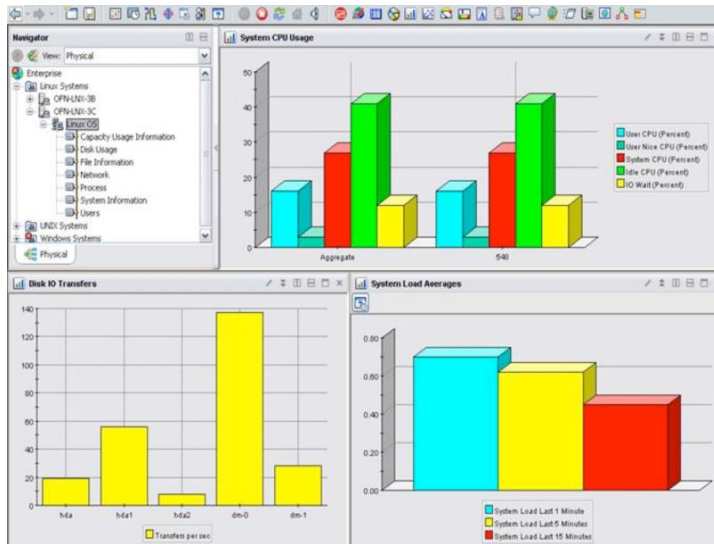 Navigator
View: Physical
Enterprise
Linux Systems
OFN-LNX-3B
OFN-LNX-3C
Linux OS
Capacity Usage Information
Disk Usage
File Information
Network
Process
System Information
Users
UNIX Systems
Windows Systems
Physical
System CPU Usage
50
40
30
20
10
0
Aggregate
548
User CPU (Percent)
User Nice CPU (Percent)
System CPU (Percent)
Idle CPU (Percent)
IO Wait (Percent)
Disk IO Transfers
140
120
100
80
60
40
20
0
hda
hda1
hda2
dm-0
dm-1
Transfers per sec
System Load Averages
0.80
0.60
0.40
0.20
0.00
System Load Last 1 Minute
System Load Last 5 Minutes
System Load Last 15 Minutes